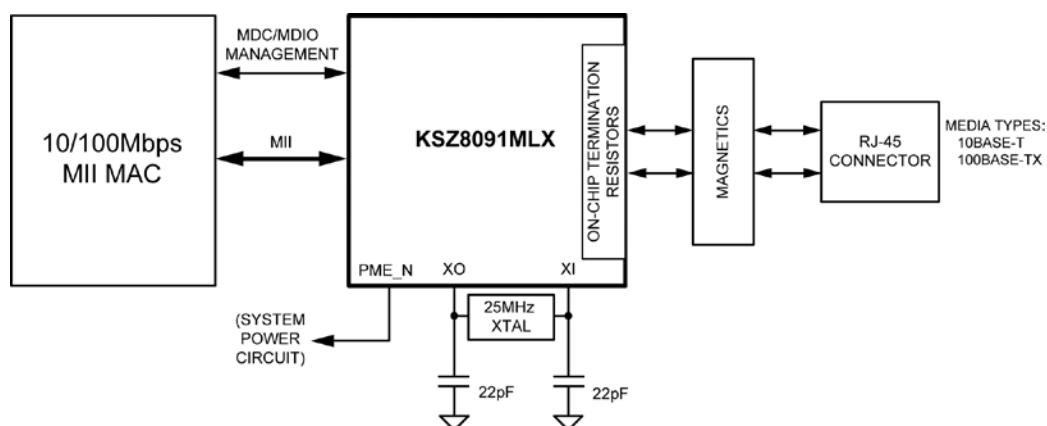 MDC/MDIO
MANAGEMENT
10/100Mbps
MII MAC
MII
KSZ8091MLX
ON-CHIP TERMINATION
RESISTORS
MAGNETICS
RJ-45
CONNECTOR
MEDIA TYPES:
10BASE-T
100BASE-TX
PME_N
XO
XI
25MHz
XTAL
(SYSTEM
POWER
CIRCUIT)
22pF
22pF